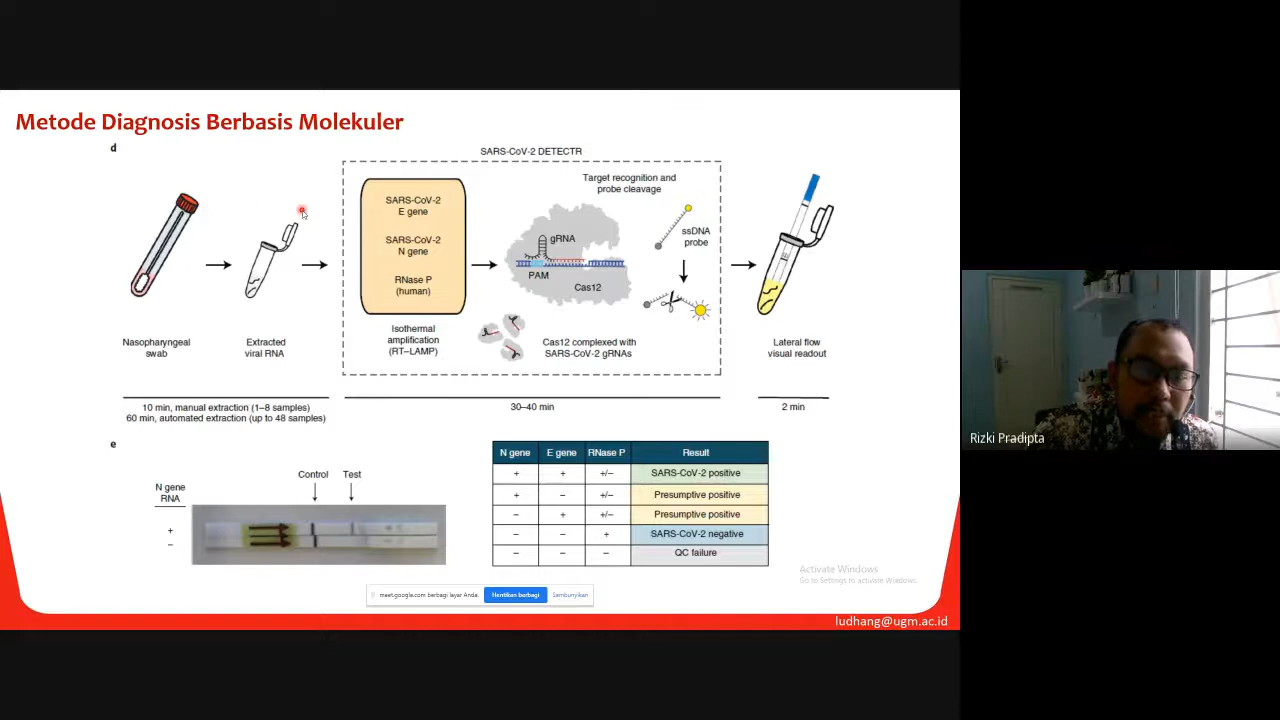 Metode Diagnosis Berbasis Molekuler
d
SARS-CoV-2 DETECTR
SARS-CoV-2
E gene
SARS-CoV-2
N gene
RNase P
(human)
Isothermal
amplification
(RT–LAMP)
Target recognition and
probe cleavage
gRNA
PAM
Cas12
ssDNA
probe
Cas12 complexed with
SARS-CoV-2 gRNAs
Nasopharyngeal
swab
Extracted
viral RNA
Lateral flow
visual readout
10 min, manual extraction (1–8 samples)
60 min, automated extraction (up to 48 samples)
30–40 min
2 min
e
Control Test
N gene
RNA
+
–
N gene E gene RNase P Result
+ + +/– SARS-CoV-2 positive
+ – +/– Presumptive positive
– + +/– Presumptive positive
– – + SARS-CoV-2 negative
– – – QC failure
Activate Windows
Go to Settings to activate Windows.
meet.google.com berbagi layar Anda. Hentikan berbagi Sembunyikan
ludhang@ugm.ac.id
Rizki Pradipta